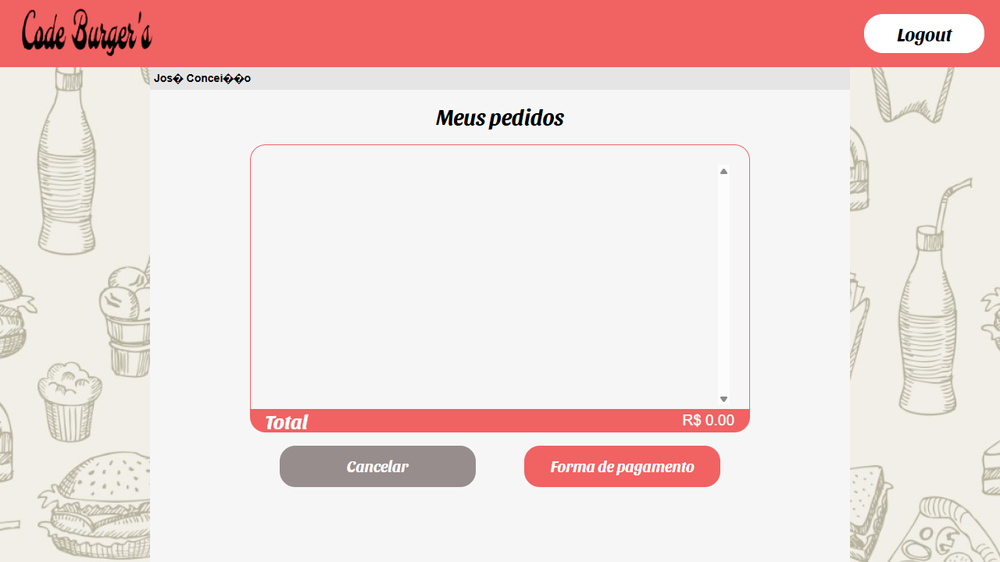 Code Burger's
Logout
Jos� Concei��o
Meus pedidos
Total
R$ 0.00
Cancelar
Forma de pagamento